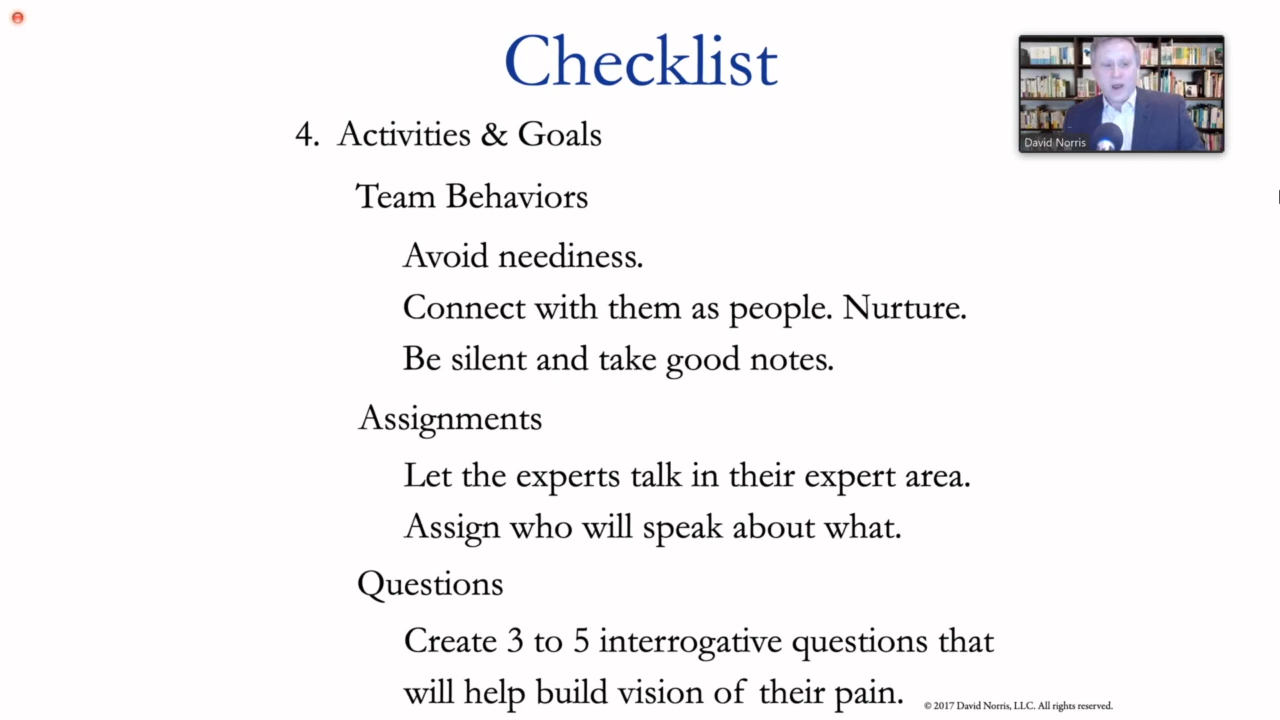 Checklist
David Norris
4. Activities & Goals
Team Behaviors
Avoid neediness.
Connect with them as people. Nurture.
Be silent and take good notes.
Assignments
Let the experts talk in their expert area.
Assign who will speak about what.
Questions
Create 3 to 5 interrogative questions that
will help build vision of their pain.
© 2017 David Norris, LLC. All rights reserved.